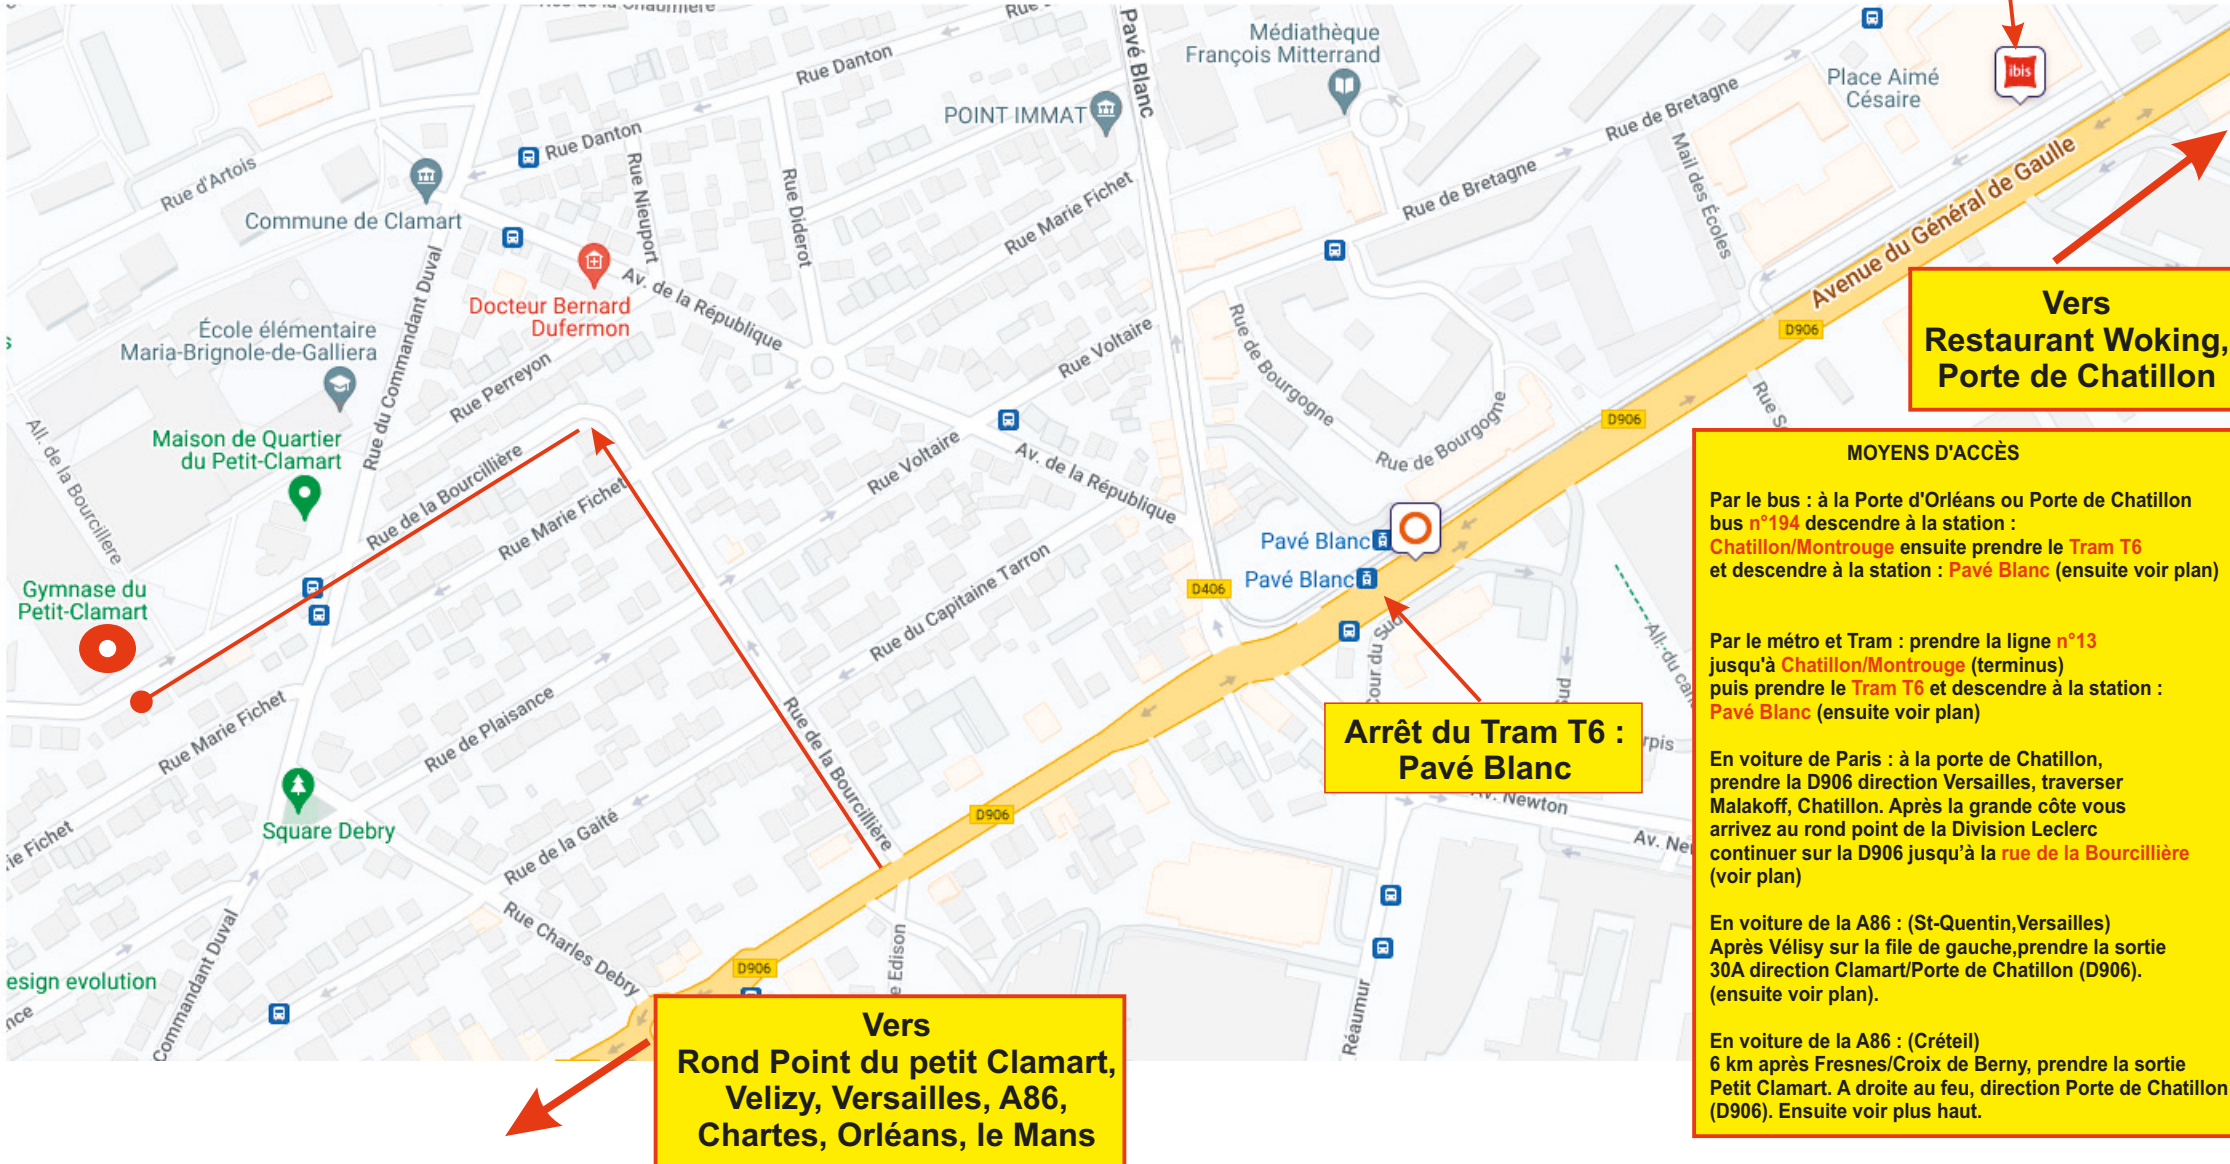 Pavé Blanc
Médiathèque
François Mitterrand
Rue Danton
POINT IMMAT
ibis
Place Aimé
Césaire
Rue de Bretagne
Rue Danton
Rue d'Artois
Commune de Clamart
Rue Nieuport
Rue Diderot
Rue Marie Fichet
Rue de Bretagne
Mail des Écoles
Avenue du Général de Gaulle
Docteur Bernard
Dufermon
Av. de la République
Rue du Commandant Duval
École élémentaire
Maria-Brignole-de-Galliera
Rue Perreyon
Rue Voltaire
Rue de Bourgogne
D906
Vers
Restaurant Woking,
Porte de Chatillon
All. de la Bourcillere
Maison de Quartier
du Petit-Clamart
Rue de la Bourcillière
Rue Marie Fichet
Rue Voltaire
Av. de la République
Rue de Bourgogne
D906
Pavé Blanc
Pavé Blanc
D406
Gymnase du
Petit-Clamart
Rue du Capitaine Tarron
Rue Marie Fichet
Rue de Plaisance
Rue de la Bourcillière
Cour du Sud
Arrêt du Tram T6 :
Pavé Blanc
Av. Newton
Square Debry
Rue de la Gaité
D906
Rue Charles Debry
D906
Edison
Réaumur
Commandant Duval
esign evolution
Vers
Rond Point du petit Clamart,
Velizy, Versailles, A86,
Chartes, Orléans, le Mans
MOYENS D'ACCÈS
Par le bus : à la Porte d'Orléans ou Porte de Chatillon
bus n°194 descendre à la station :
Chatillon/Montrouge ensuite prendre le Tram T6
et descendre à la station : Pavé Blanc (ensuite voir plan)
Par le métro et Tram : prendre la ligne n°13
jusqu'à Chatillon/Montrouge (terminus)
puis prendre le Tram T6 et descendre à la station :
Pavé Blanc (ensuite voir plan)
En voiture de Paris : à la porte de Chatillon,
prendre la D906 direction Versailles, traverser
Malakoff, Chatillon. Après la grande côte vous
arrivez au rond point de la Division Leclerc
continuer sur la D906 jusqu'à la rue de la Bourcillière
(voir plan)
En voiture de la A86 : (St-Quentin,Versailles)
Après Vélisy sur la file de gauche,prendre la sortie
30A direction Clamart/Porte de Chatillon (D906).
(ensuite voir plan).
En voiture de la A86 : (Créteil)
6 km après Fresnes/Croix de Berny, prendre la sortie
Petit Clamart. A droite au feu, direction Porte de Chatillon
(D906). Ensuite voir plus haut.